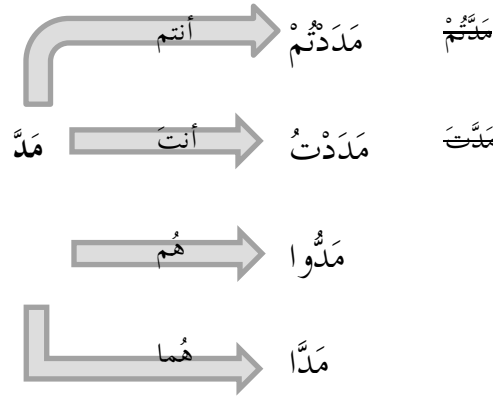 أنتم مَدَدْتُمْ مَدَّتُمْ
مَدَّ أنتَ مَدَدْتُ مَدَّتَ
هُم مَدُّوا
هُما مَدَّا